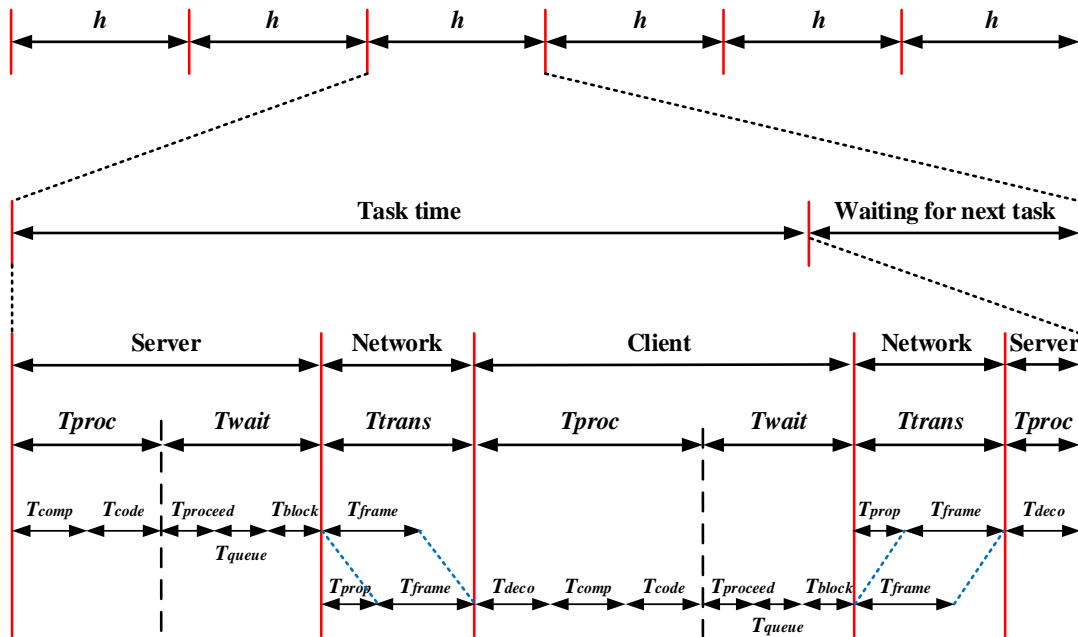 h h h h h h
Task time Waiting for next task
Server Network Client Network Server
Tproc Twait Ttrans Tproc Twait Ttrans Tproc
Tcomp Tcode Tproceed Tblock Tframe Tprop Tframe Tdeco
Tqueue
Tprop Tframe Tdeco Tcomp Tcode Tproceed Tblock Tframe
Tqueue